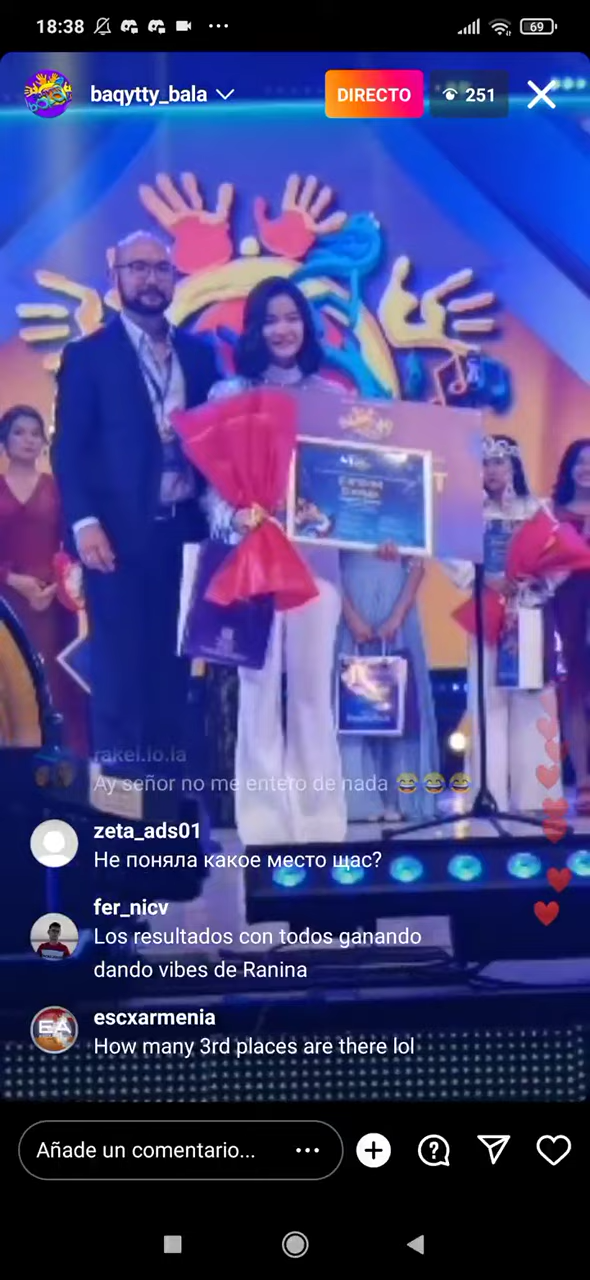 18:38
69
baqytty_bala
DIRECTO
251
rakel.lo.la
Ay señor no me entero de nada 😂😂😂
zeta_ads01
Не поняла какое место щас?
fer_nicv
Los resultados con todos ganando
dando vibes de Ranina
escxarmenia
How many 3rd places are there lol
Añade un comentario...